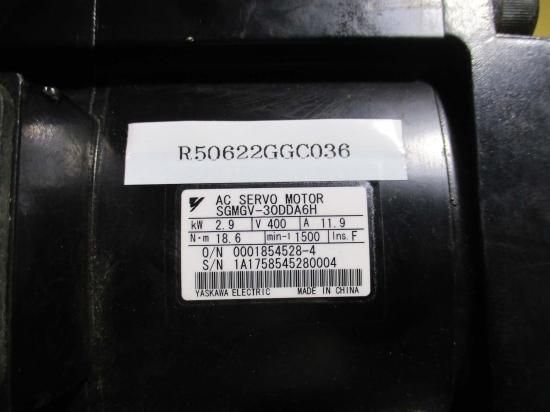 R50622GGC036
AC SERVO MOTOR
SGMGV-30DDA6H
kW 2.9 V 400 A 11.9
N·m 18.6 min-1 1500 Ins. F
O/N 0001854528-4
S/N 1A1758545280004
YASKAWA ELECTRIC MADE IN CHINA